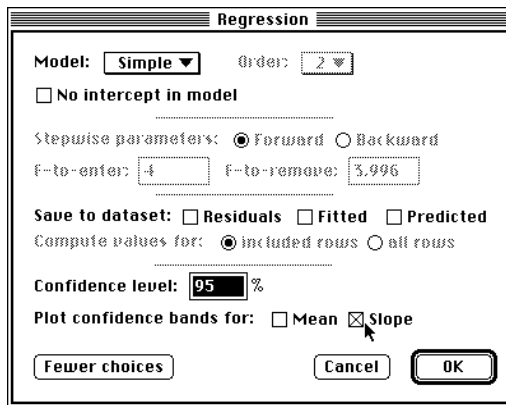 Regression
Model: Simple Order: 2
No intercept in model
Stepwise parameters: Forward Backward
F-to-enter: 4 F-to-remove: 3.996
Save to dataset: Residuals Fitted Predicted
Compute values for: included rows all rows
Confidence level: 95 %
Plot confidence bands for: Mean Slope
Fewer choices Cancel OK